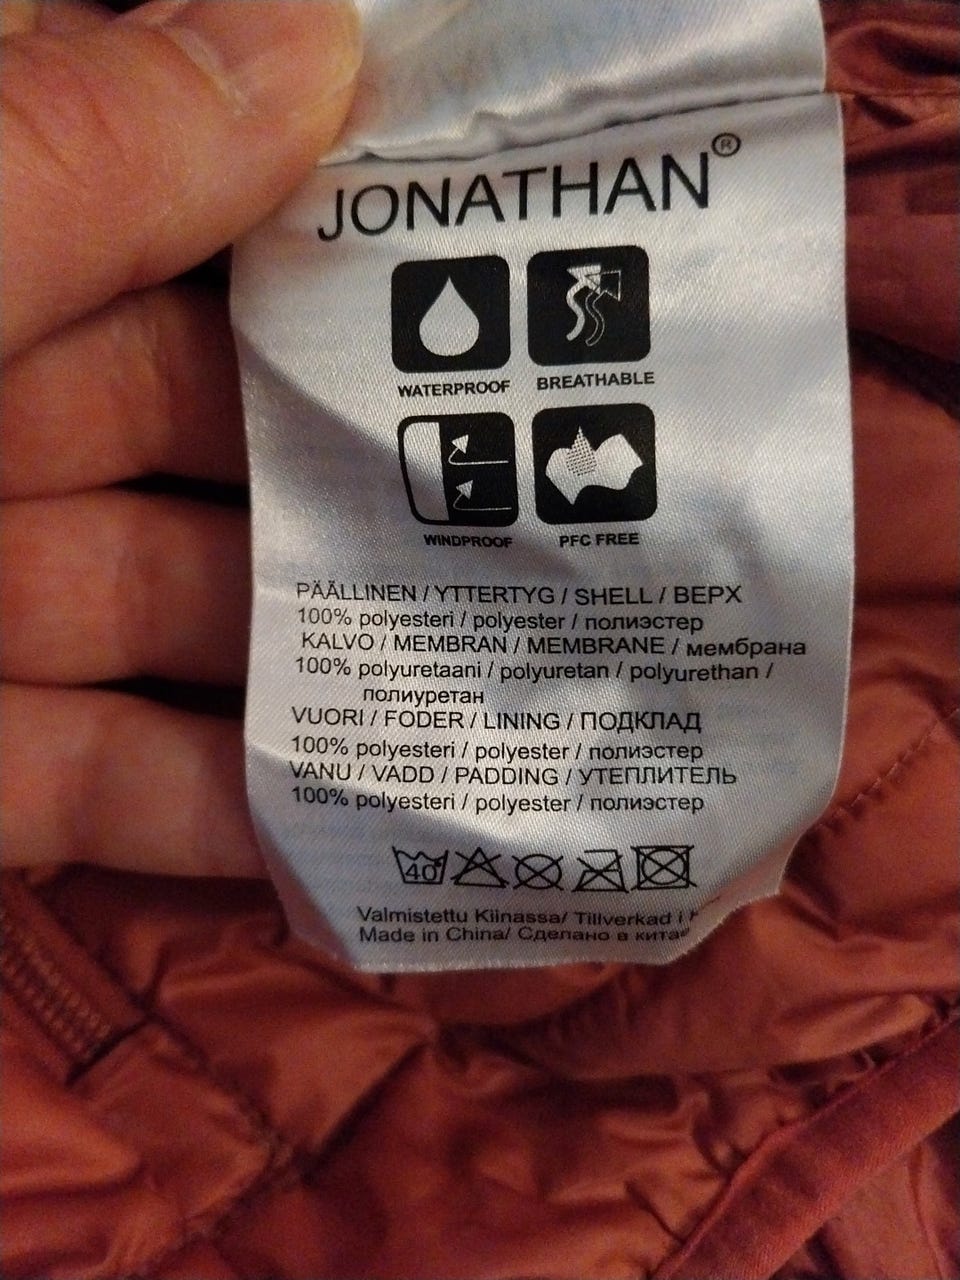 JONATHAN®
WATERPROOF BREATHABLE
WINDPROOF PFC FREE
PÄÄLLINEN / YTTERTYG / SHELL / ВЕРХ
100% polyesteri / polyester / полиэстер
KALVO / MEMBRAN / MEMBRANE / мембрана
100% polyuretaani / polyuretan / polyurethan /
полиуретан
VUORI / FODER / LINING / ПОДКЛАД
100% polyesteri / polyester / полиэстер
VANU / VADD / PADDING / УТЕПЛИТЕЛЬ
100% polyesteri / polyester / полиэстер
40
Valmistettu Kiinassa/ Tillverkad i
Made in China/ Сделано в